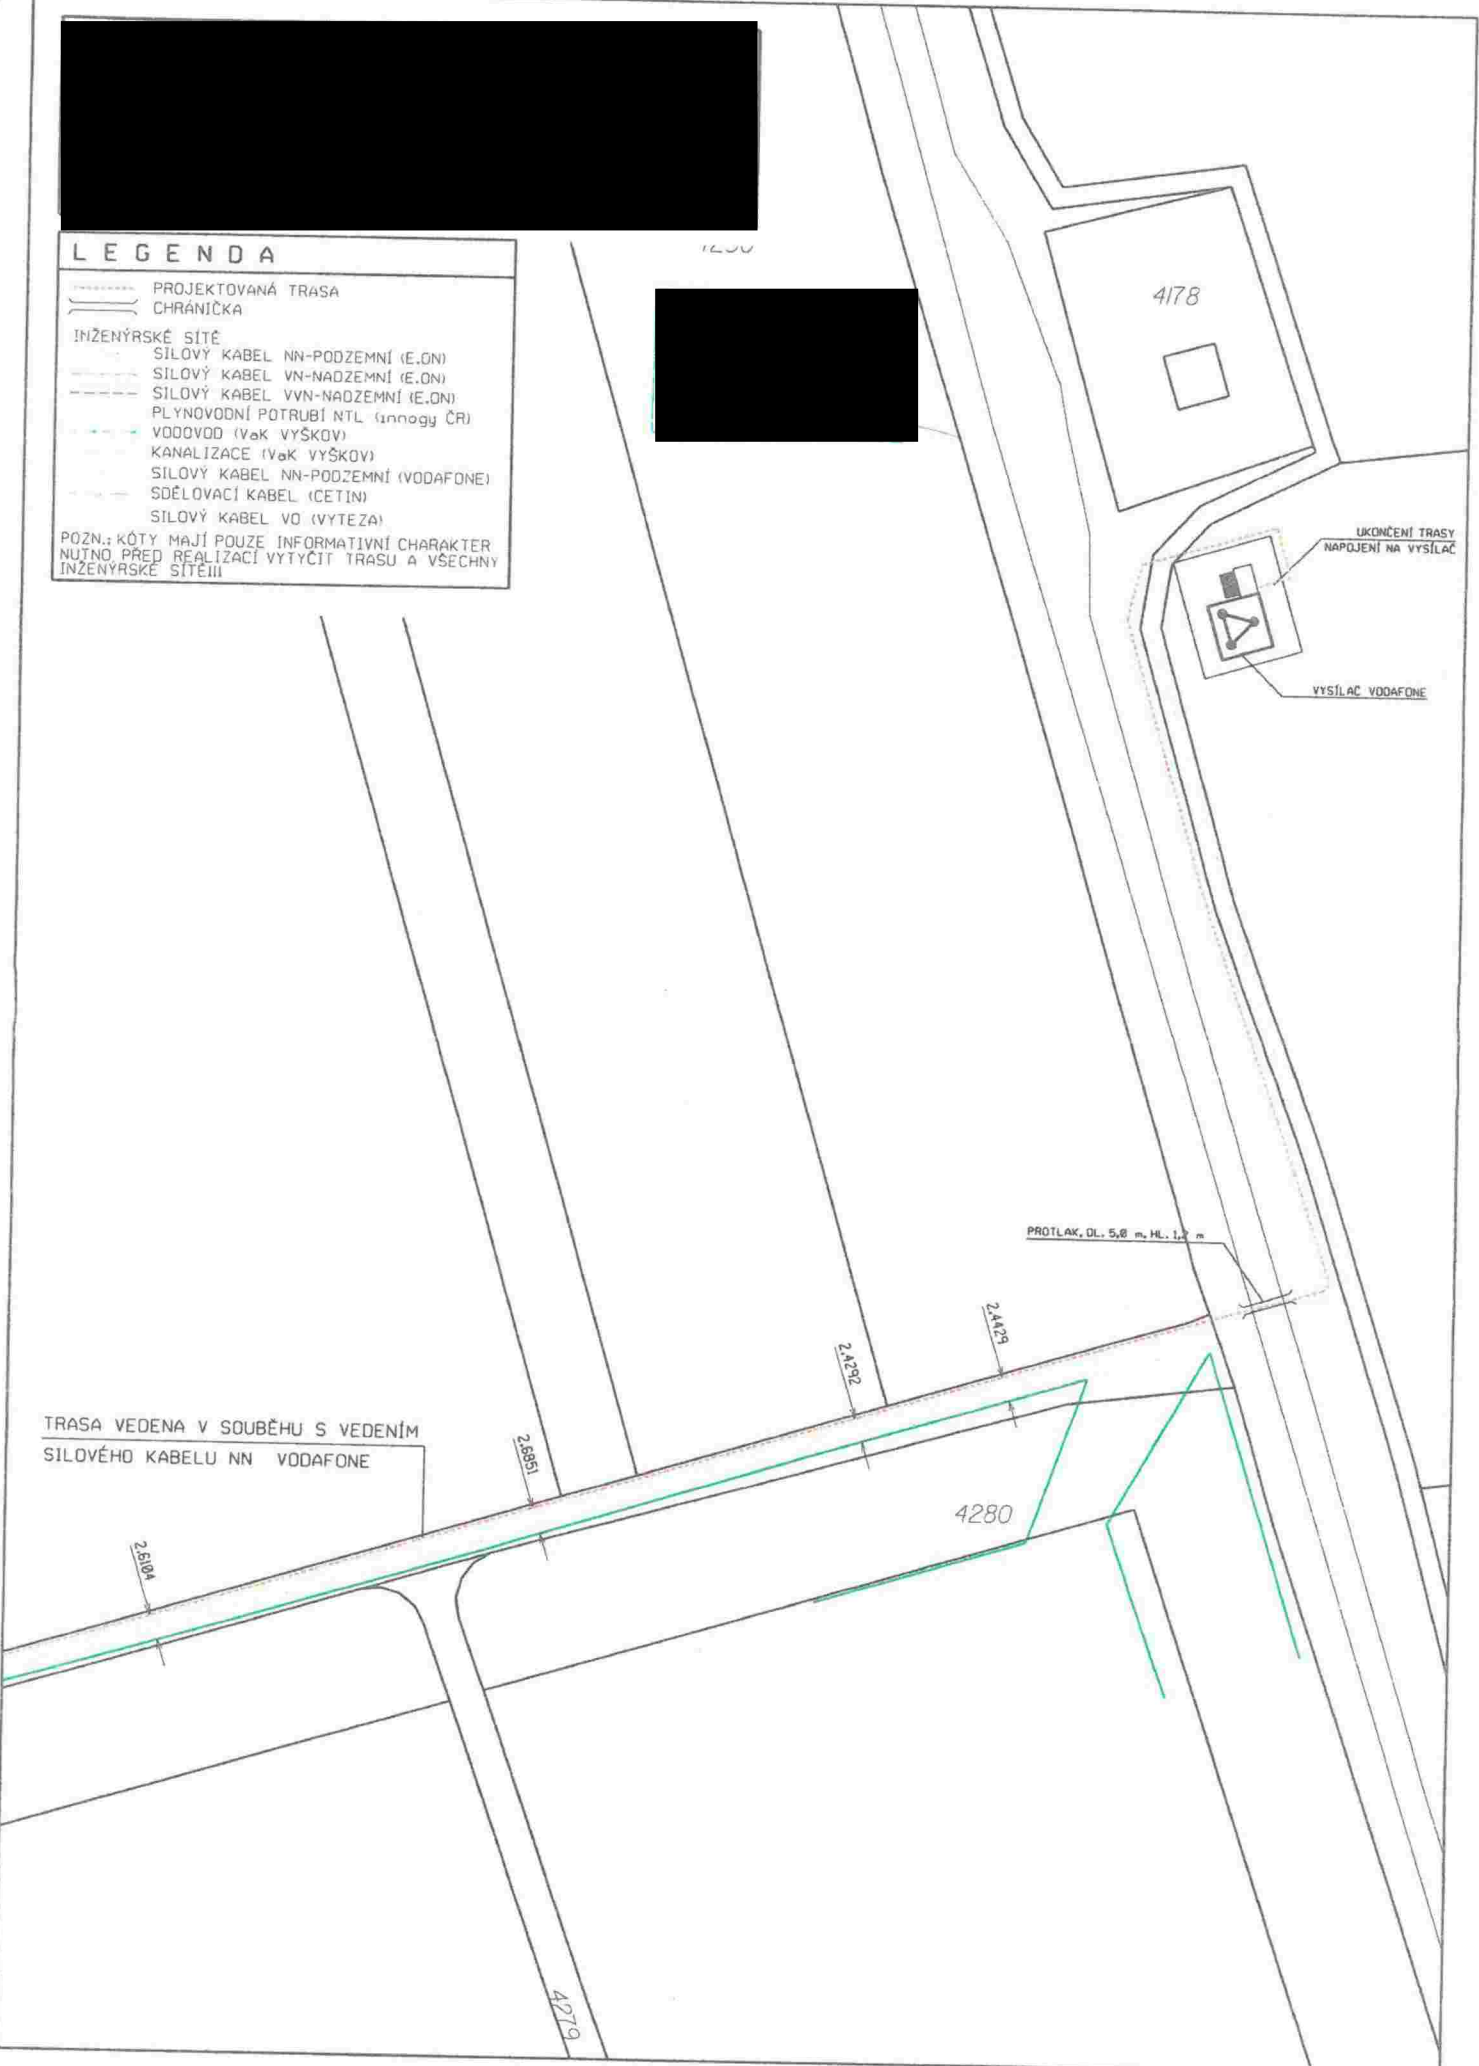 LEGENDA
PROJEKTOVANÁ TRASA
CHRÁNIČKA
INŽENÝRSKÉ SÍTĚ
SILOVÝ KABEL NN-PODZEMNÍ (E.ON)
SILOVÝ KABEL VN-NADZEMNÍ (E.ON)
SILOVÝ KABEL VVN-NADZEMNÍ (E.ON)
PLYNOVODNÍ POTRUBÍ NTL (innogy ČR)
VODOVOD (VaK VYŠKOV)
KANALIZACE (VaK VYŠKOV)
SILOVÝ KABEL NN-PODZEMNÍ (VODAFONE)
SDĚLOVACÍ KABEL (CETIN)
SILOVÝ KABEL VO (VYTEZA)
POZN.: KÓTY MAJÍ POUZE INFORMATIVNÍ CHARAKTER
NUTNO PŘED REALIZACÍ VYTYČIT TRASU A VŠECHNY
INŽENÝRSKÉ SÍTĚ!!!
4178
UKONČENÍ TRASY
NAPOJENÍ NA VYSÍLAČ
VYSÍLAČ VODAFONE
PROTLAK, DL. 5,0 m, HL. 1,2 m
2.4429
2.4292
2.6851
2.6104
TRASA VEDENA V SOUBĚHU S VEDENÍM
SILOVÉHO KABELU NN VODAFONE
4280
4279